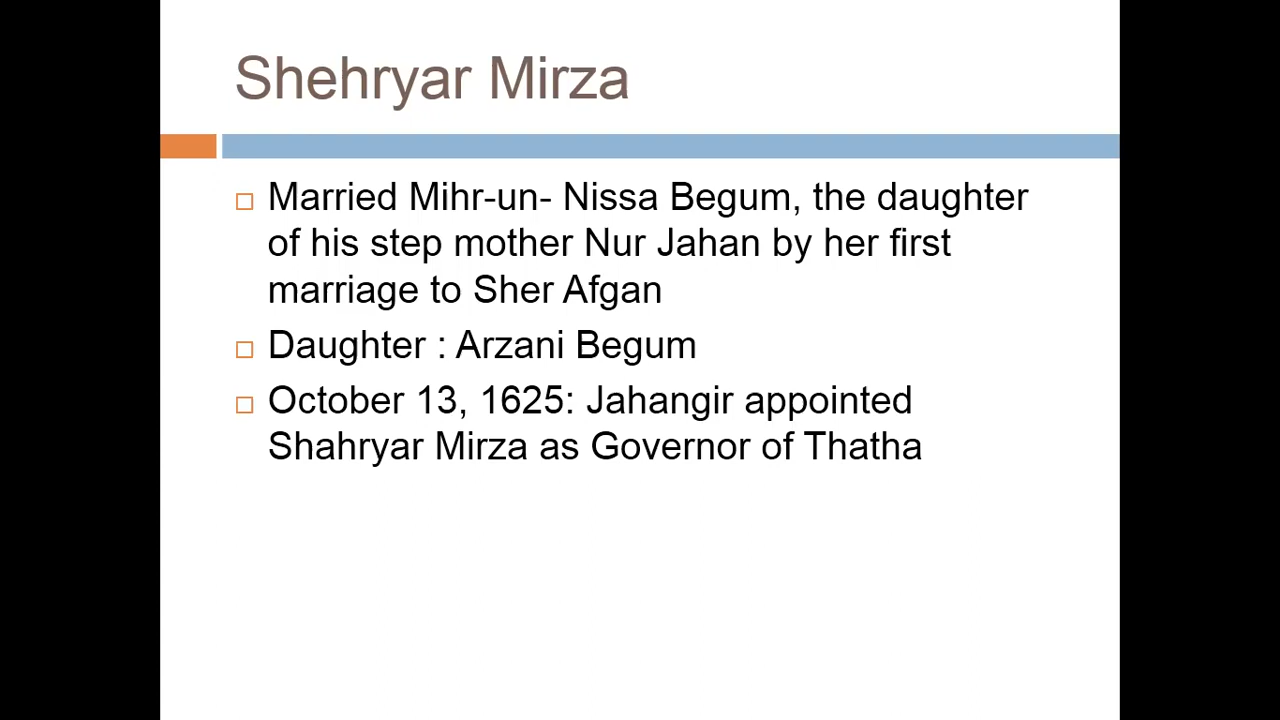 Shehryar Mirza
Married Mihr-un- Nissa Begum, the daughter
of his step mother Nur Jahan by her first
marriage to Sher Afgan
Daughter : Arzani Begum
October 13, 1625: Jahangir appointed
Shahryar Mirza as Governor of Thatha